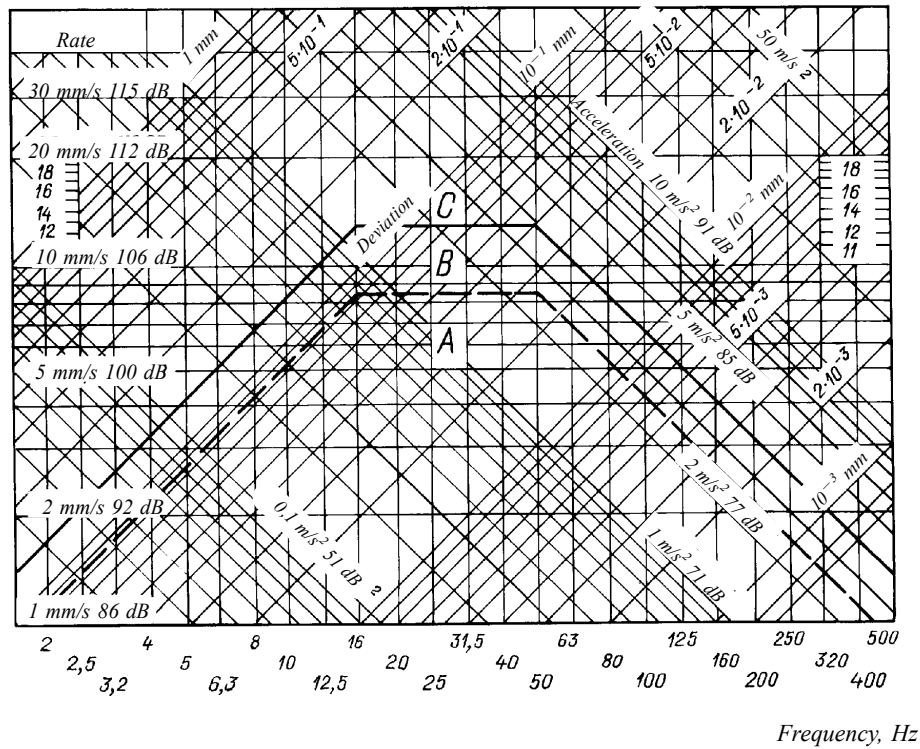 Rate
1 mm
5·10⁻¹
2·10⁻¹
10⁻¹ mm
5·10⁻²
50 m/s²
2·10⁻²
30 mm/s 115 dB
20 mm/s 112 dB
18
16
14
12
Acceleration 10 m/s² 91 dB
10⁻² mm
18
16
14
12
11
Deviation
C
B
A
10 mm/s 106 dB
5 mm/s 100 dB
5 m/s² 85 dB
5·10⁻³
2·10⁻³
2 mm/s 92 dB
0.1 m/s² 51 dB
2
2 m/s² 77 dB
10⁻³ mm
1 m/s² 71 dB
1 mm/s 86 dB
2 4 8 16 31,5 63 125 250 500
2,5 5 10 20 40 80 160 320
3,2 6,3 12,5 25 50 100 200 400
Frequency, Hz